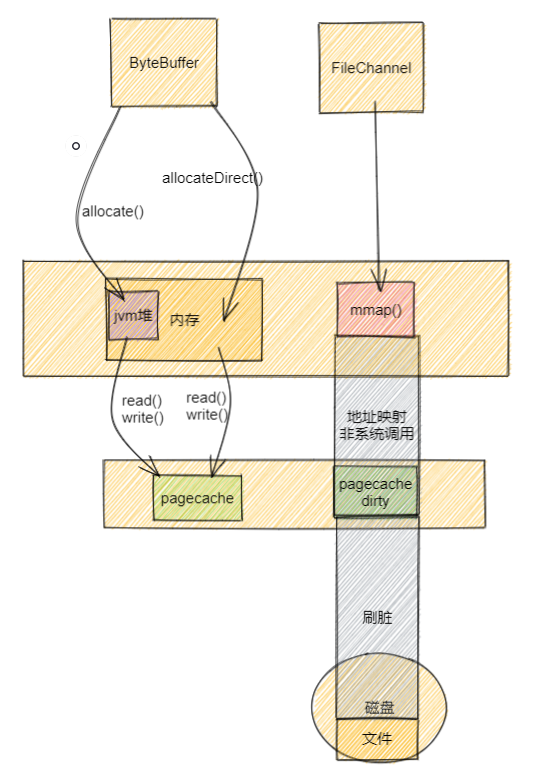 ByteBuffer
FileChannel
allocateDirect()
allocate()
jvm堆
内存
mmap()
read()
write()
read()
write()
地址映射
非系统调用
pagecache
pagecache
dirty
刷脏
磁盘
文件